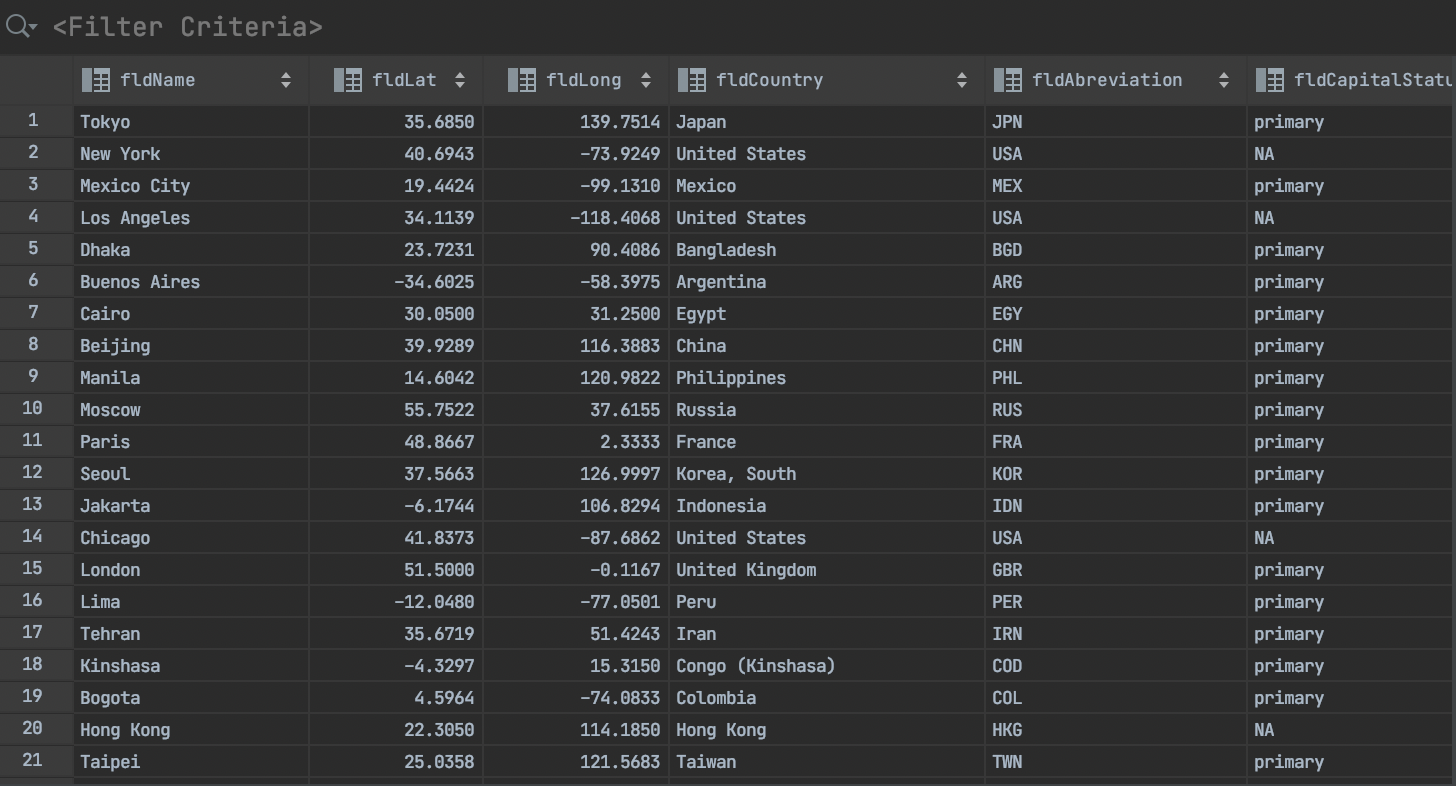 <Filter Criteria>
fldName fldLat fldLong fldCountry fldAbreviation fldCapitalStatu
1 Tokyo 35.6850 139.7514 Japan JPN primary
2 New York 40.6943 -73.9249 United States USA NA
3 Mexico City 19.4424 -99.1310 Mexico MEX primary
4 Los Angeles 34.1139 -118.4068 United States USA NA
5 Dhaka 23.7231 90.4086 Bangladesh BGD primary
6 Buenos Aires -34.6025 -58.3975 Argentina ARG primary
7 Cairo 30.0500 31.2500 Egypt EGY primary
8 Beijing 39.9289 116.3883 China CHN primary
9 Manila 14.6042 120.9822 Philippines PHL primary
10 Moscow 55.7522 37.6155 Russia RUS primary
11 Paris 48.8667 2.3333 France FRA primary
12 Seoul 37.5663 126.9997 Korea, South KOR primary
13 Jakarta -6.1744 106.8294 Indonesia IDN primary
14 Chicago 41.8373 -87.6862 United States USA NA
15 London 51.5000 -0.1167 United Kingdom GBR primary
16 Lima -12.0480 -77.0501 Peru PER primary
17 Tehran 35.6719 51.4243 Iran IRN primary
18 Kinshasa -4.3297 15.3150 Congo (Kinshasa) COD primary
19 Bogota 4.5964 -74.0833 Colombia COL primary
20 Hong Kong 22.3050 114.1850 Hong Kong HKG NA
21 Taipei 25.0358 121.5683 Taiwan TWN primary